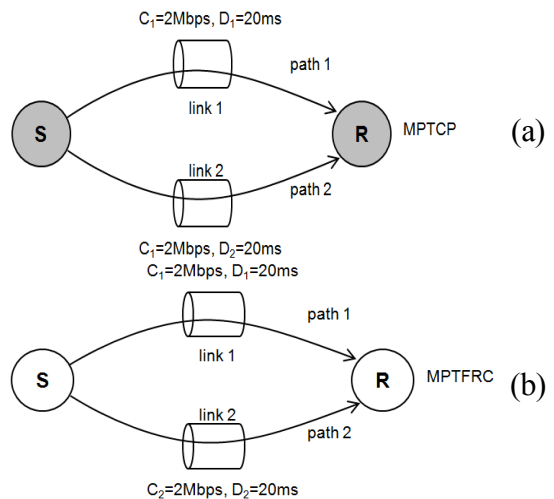 C₁=2Mbps, D₁=20ms
path 1
link 1
S
R
MPTCP
(a)
link 2
path 2
C₁=2Mbps, D₂=20ms
C₁=2Mbps, D₁=20ms
path 1
link 1
S
R
MPTFRC
(b)
link 2
path 2
C₂=2Mbps, D₂=20ms